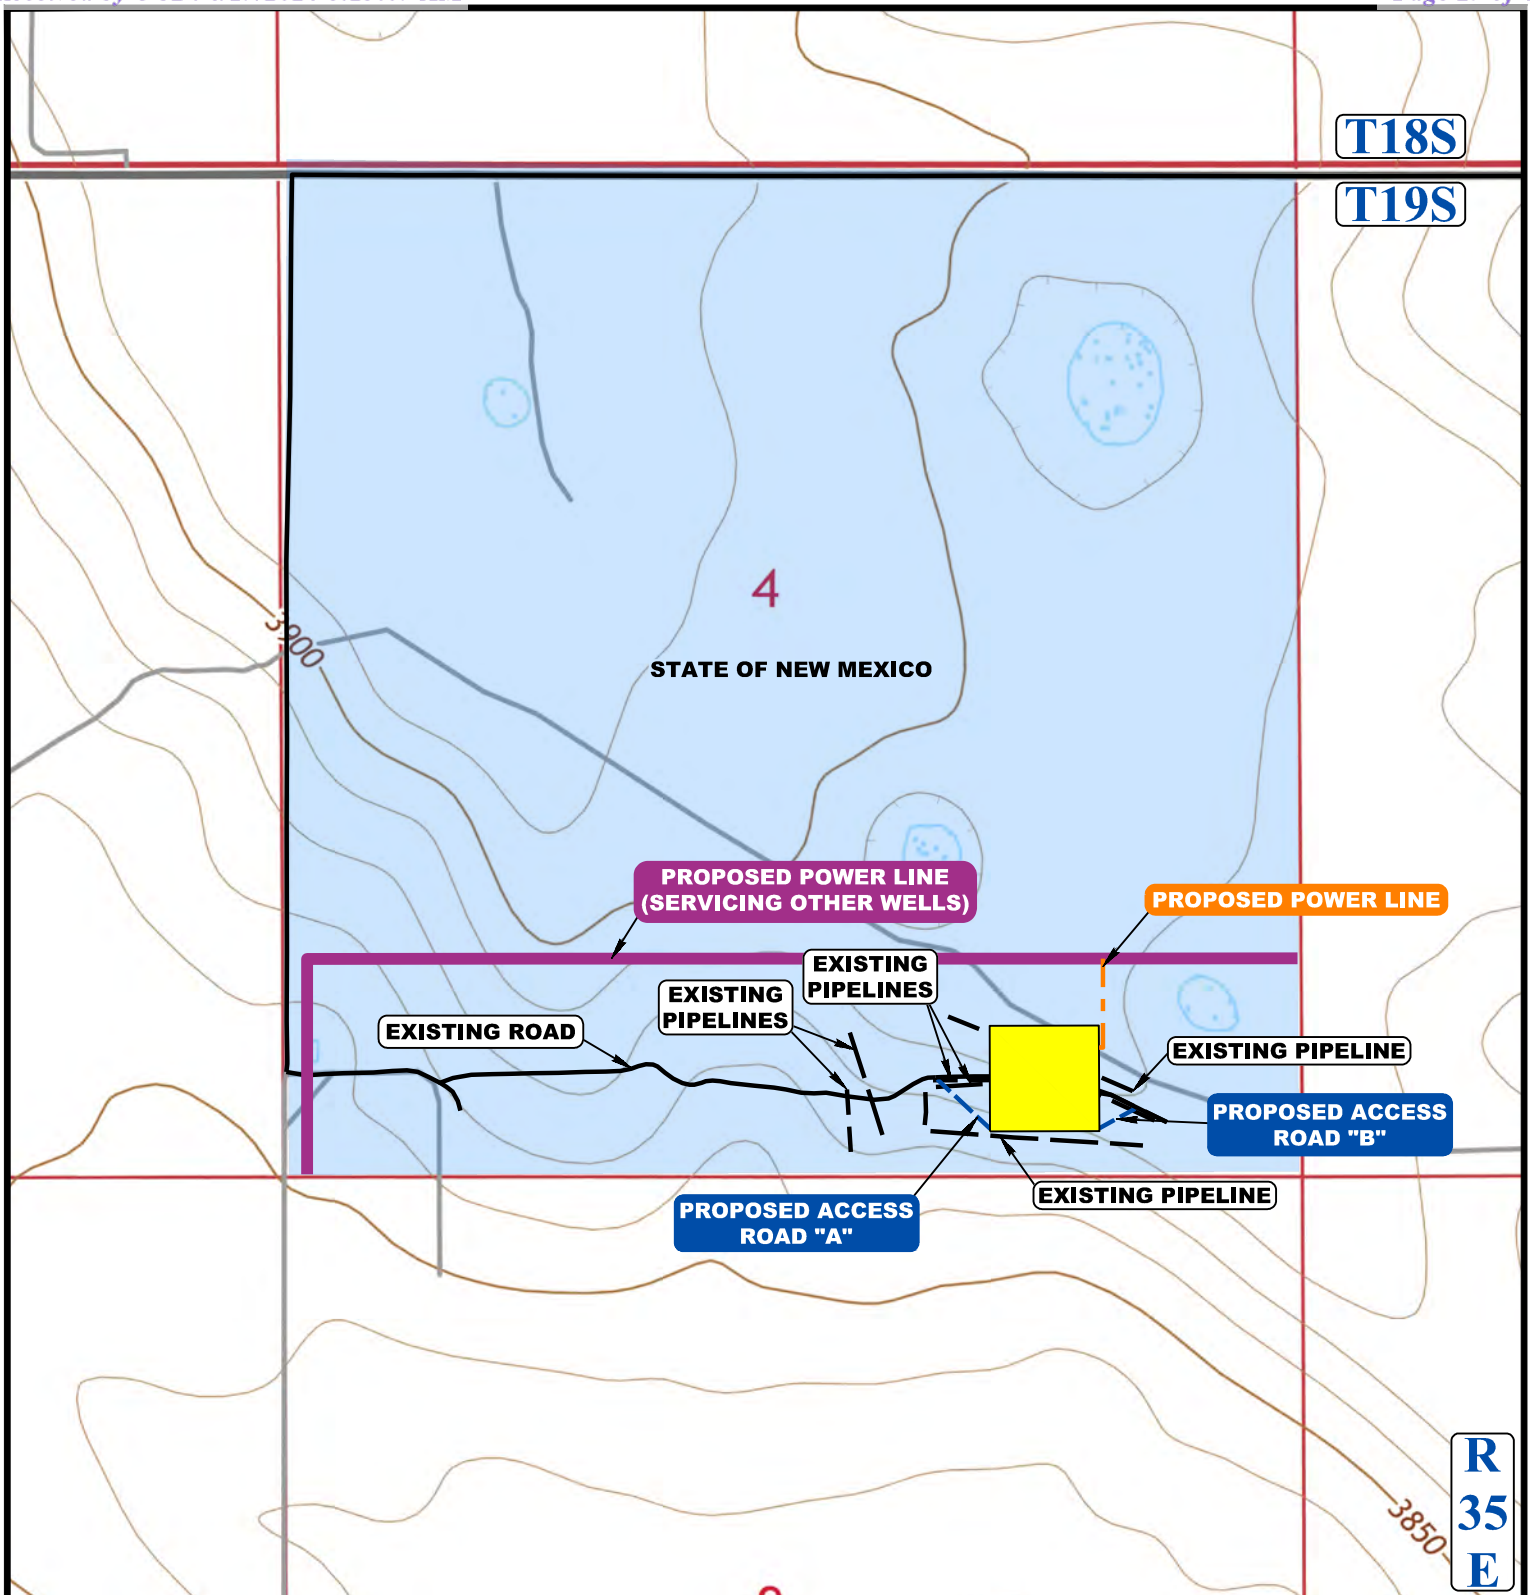 T18S
T19S
4
STATE OF NEW MEXICO
3900
PROPOSED POWER LINE
(SERVICING OTHER WELLS)
PROPOSED POWER LINE
EXISTING
PIPELINES
EXISTING
PIPELINES
EXISTING ROAD
EXISTING PIPELINE
PROPOSED ACCESS
ROAD "B"
EXISTING PIPELINE
PROPOSED ACCESS
ROAD "A"
3850
R
35
E